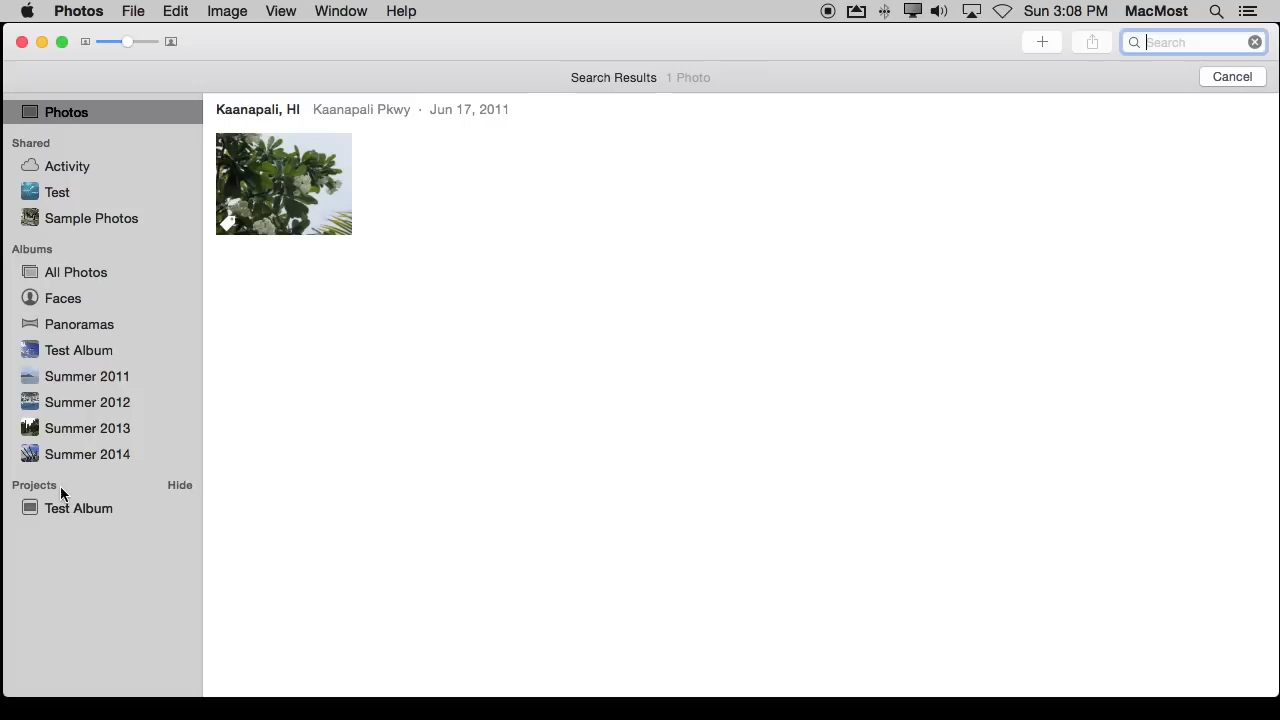 Photos File Edit Image View Window Help Sun 3:08 PM MacMost
Search
Search Results 1 Photo Cancel
Photos
Shared
Activity
Test
Sample Photos
Albums
All Photos
Faces
Panoramas
Test Album
Summer 2011
Summer 2012
Summer 2013
Summer 2014
Projects Hide
Test Album
Kaanapali, HI Kaanapali Pkwy · Jun 17, 2011